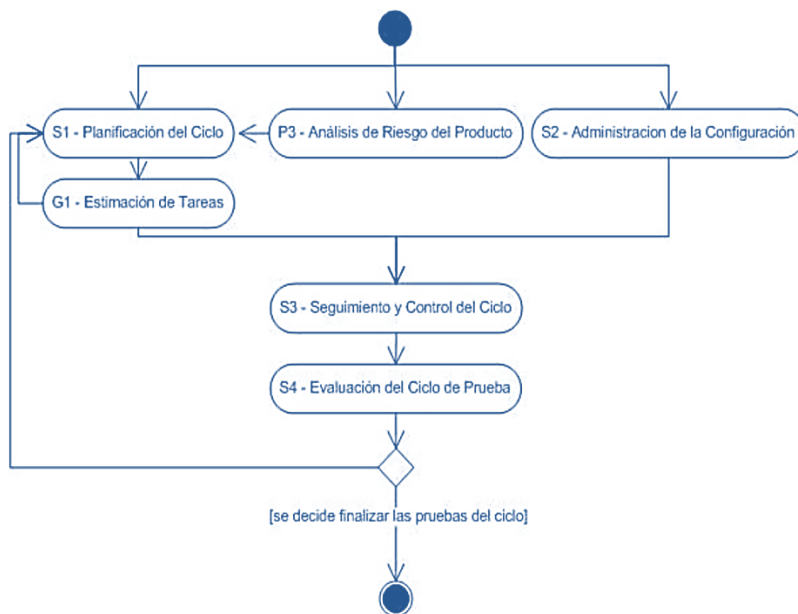 S1 - Planificación del Ciclo
P3 - Análisis de Riesgo del Producto
S2 - Administracion de la Configuración
G1 - Estimación de Tareas
S3 - Seguimiento y Control del Ciclo
S4 - Evaluación del Ciclo de Prueba
[se decide finalizar las pruebas del ciclo]